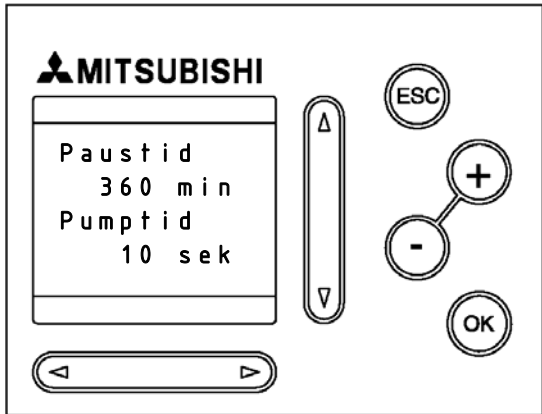 MITSUBISHI
Paustid
360 min
Pumptid
10 sek
ESC
+
-
OK